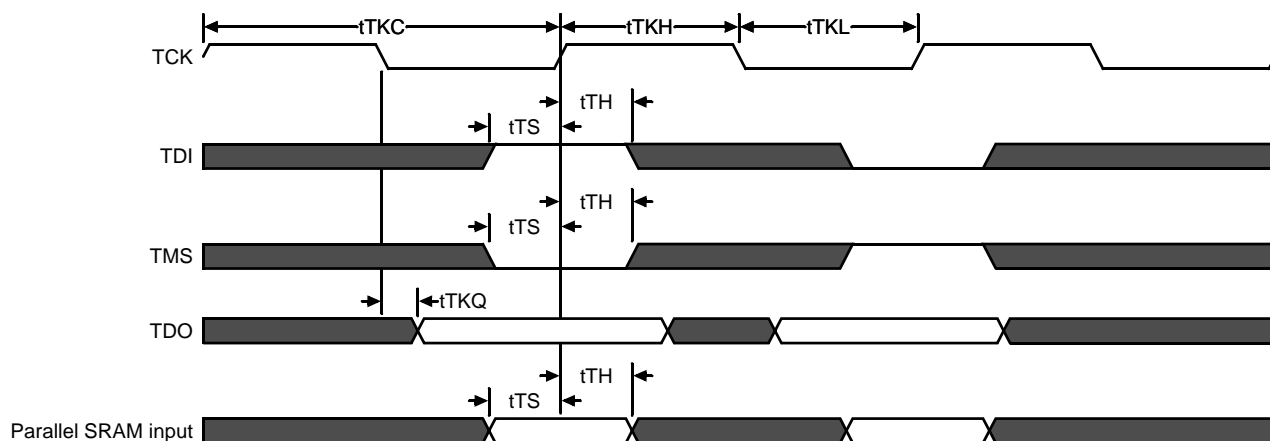 tTKC tTKH tTKL
TCK
tTH
tTS
TDI
tTH
tTS
TMS
tTKQ
TDO
tTH
tTS
Parallel SRAM input